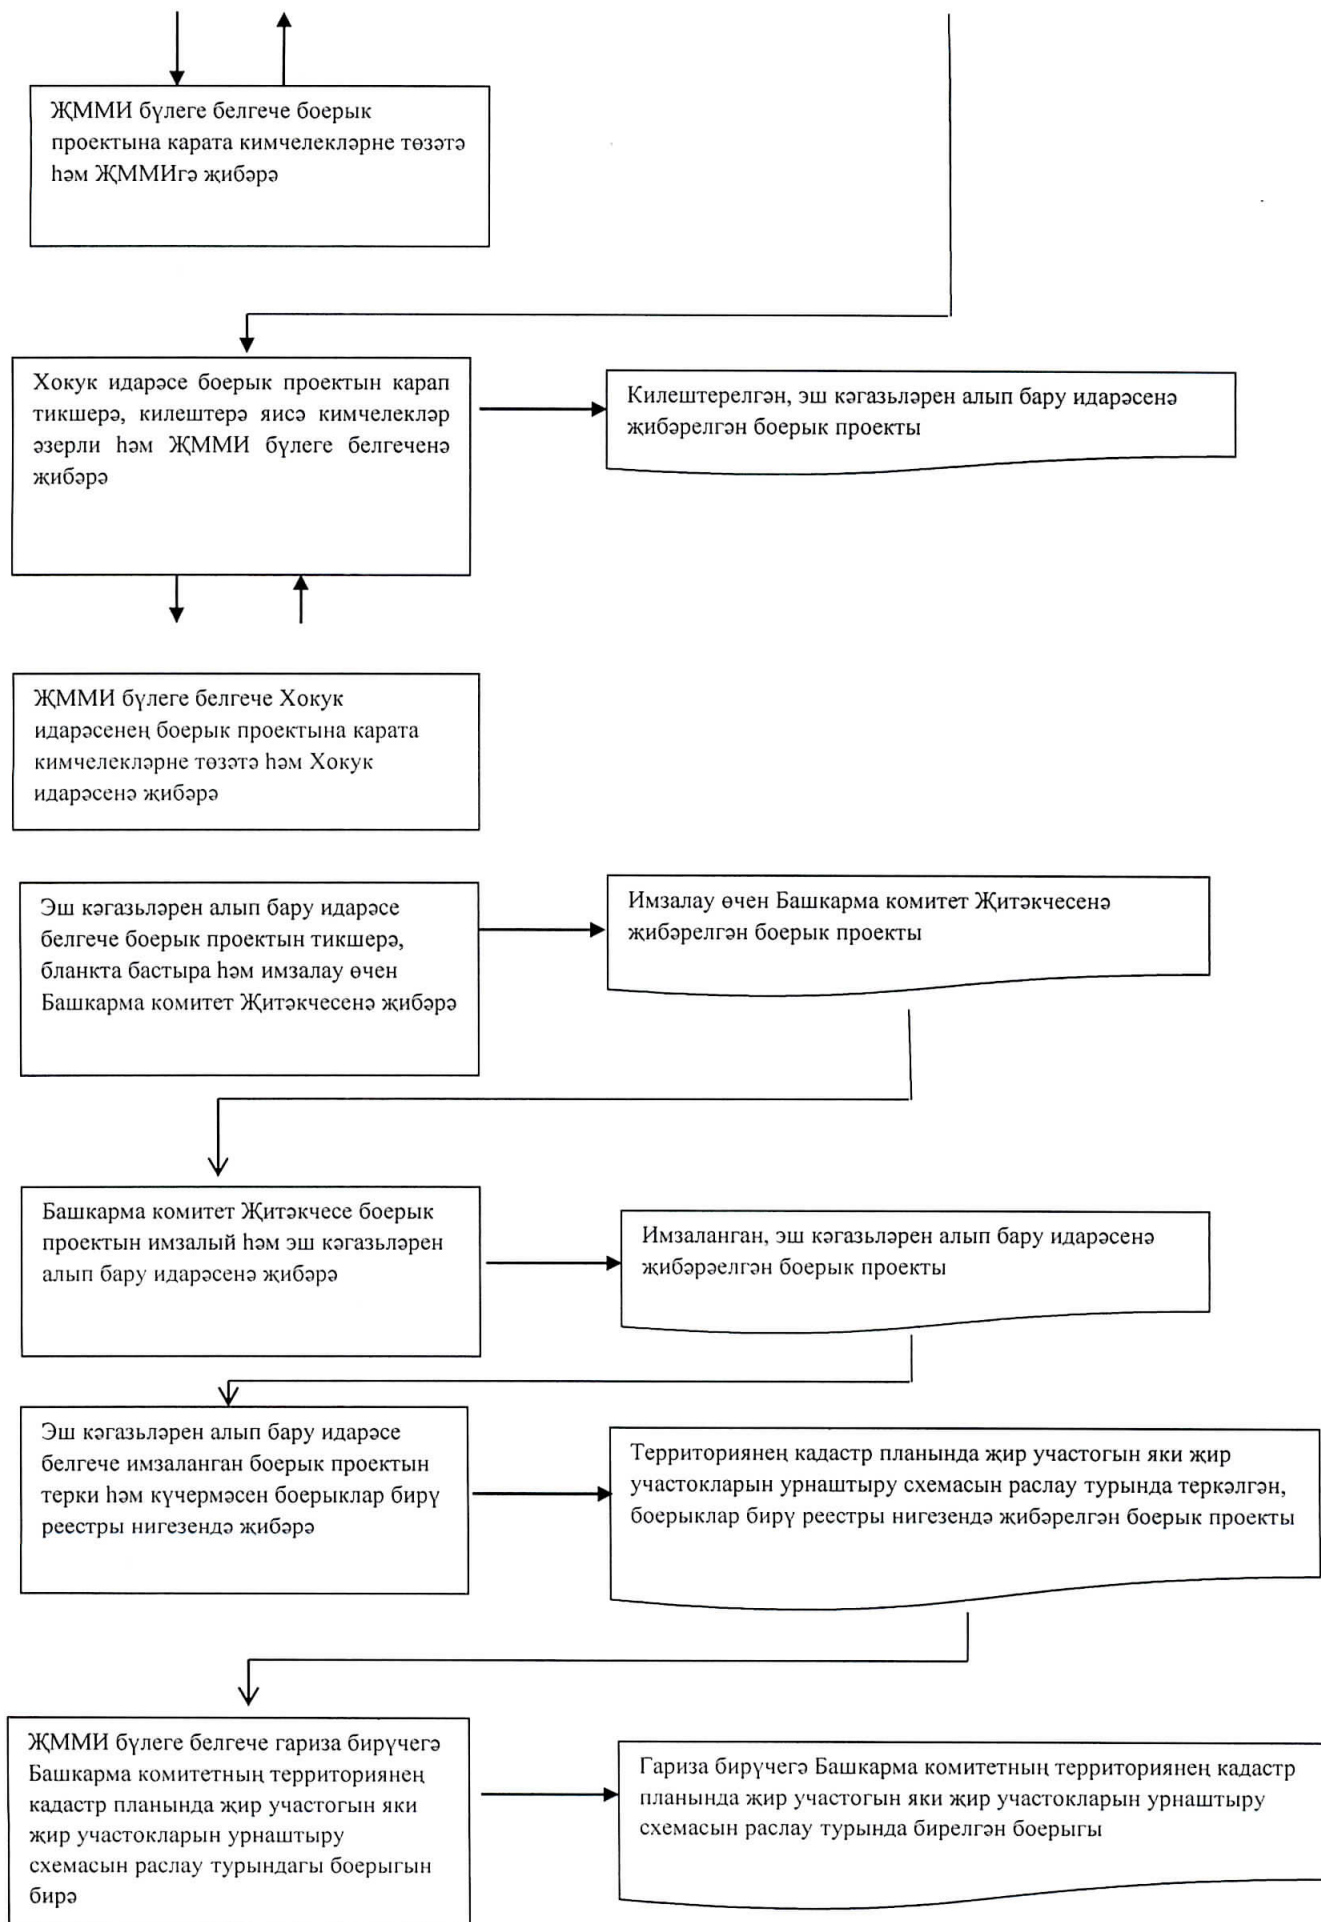 ҖММИ бүлеге белгече боерык
проектына карата кимчелекләрне төзәтә
һәм ҖММИгә җибәрә
Хокук идарәсе боерык проектын карап
тикшерә, килештерә яисә кимчелекләр
әзерли һәм ҖММИ бүлеге белгеченә
җибәрә
Килештерелгән, эш кәгазьләрен алып бару идарәсенә
җибәрелгән боерык проекты
ҖММИ бүлеге белгече Хокук
идарәсенең боерык проектына карата
кимчелекләрне төзәтә һәм Хокук
идарәсенә җибәрә
Эш кәгазьләрен алып бару идарәсе
белгече боерык проектын тикшерә,
бланкта бастыра һәм имзалау өчен
Башкарма комитет Җитәкчесенә җибәрә
Имзалау өчен Башкарма комитет Җитәкчесенә
җибәрелгән боерык проекты
Башкарма комитет Җитәкчесе боерык
проектын имзалый һәм эш кәгазьләрен
алып бару идарәсенә җибәрә
Имзаланган, эш кәгазьләрен алып бару идарәсенә
җибәрәелгән боерык проекты
Эш кәгазьләрен алып бару идарәсе
белгече имзаланган боерык проектын
терки һәм күчермәсен боерыклар бирү
реестры нигезендә җибәрә
Территориянең кадастр планында җир участогын яки җир
участокларын урнаштыру схемасын раслау турында теркәлгән,
боерыклар бирү реестры нигезендә җибәрелгән боерык проекты
ҖММИ бүлеге белгече гариза бирүчегә
Башкарма комитетның территориянең
кадастр планында җир участогын яки
җир участокларын урнаштыру
схемасын раслау турындагы боерыгын
бирә
Гариза бирүчегә Башкарма комитетның территориянең кадастр
планында җир участогын яки җир участокларын урнаштыру
схемасын раслау турында бирелгән боерыгы